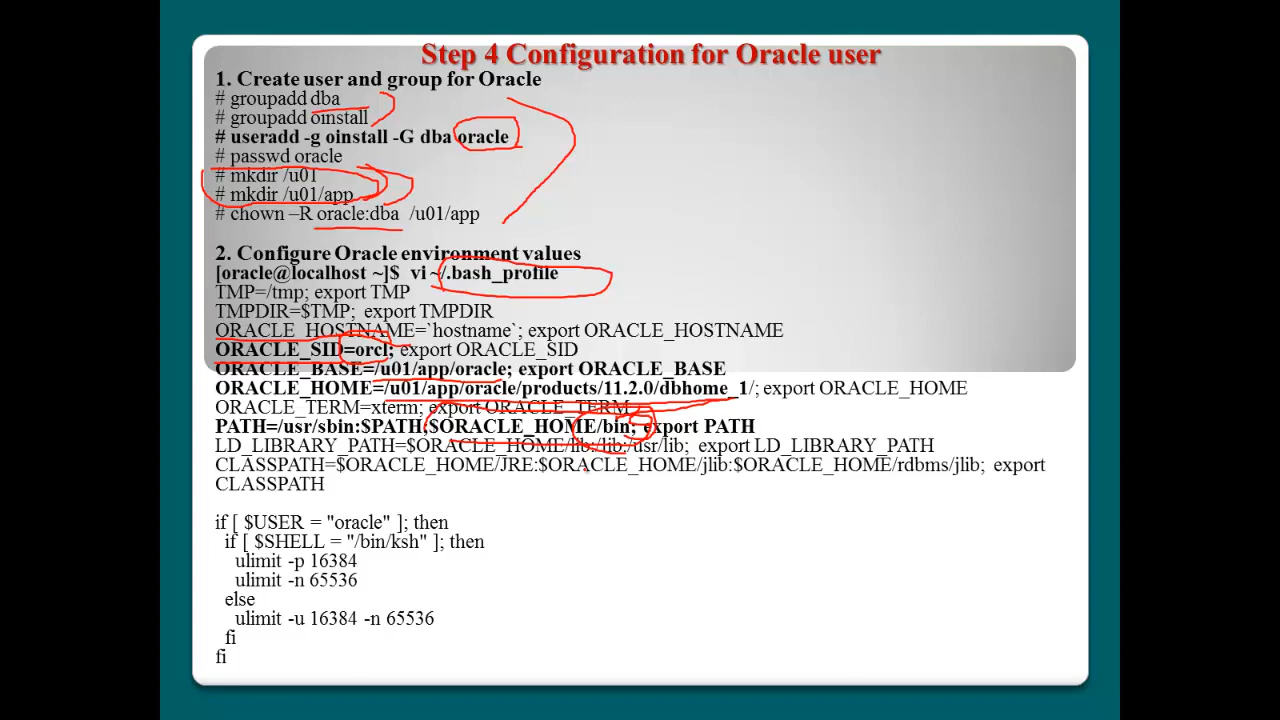 Step 4 Configuration for Oracle user
1. Create user and group for Oracle
# groupadd dba
# groupadd oinstall
# useradd -g oinstall -G dba oracle
# passwd oracle
# mkdir /u01
# mkdir /u01/app
# chown –R oracle:dba /u01/app
2. Configure Oracle environment values
[oracle@localhost ~]$ vi ~/.bash_profile
TMP=/tmp; export TMP
TMPDIR=$TMP; export TMPDIR
ORACLE_HOSTNAME=`hostname`; export ORACLE_HOSTNAME
ORACLE_SID=orcl; export ORACLE_SID
ORACLE_BASE=/u01/app/oracle; export ORACLE_BASE
ORACLE_HOME=/u01/app/oracle/products/11.2.0/dbhome_1/; export ORACLE_HOME
ORACLE_TERM=xterm; export ORACLE_TERM
PATH=/usr/sbin:$PATH:$ORACLE_HOME/bin; export PATH
LD_LIBRARY_PATH=$ORACLE_HOME/lib:/lib:/usr/lib; export LD_LIBRARY_PATH
CLASSPATH=$ORACLE_HOME/JRE:$ORACLE_HOME/jlib:$ORACLE_HOME/rdbms/jlib; export
CLASSPATH
if [ $USER = "oracle" ]; then
if [ $SHELL = "/bin/ksh" ]; then
ulimit -p 16384
ulimit -n 65536
else
ulimit -u 16384 -n 65536
fi
fi